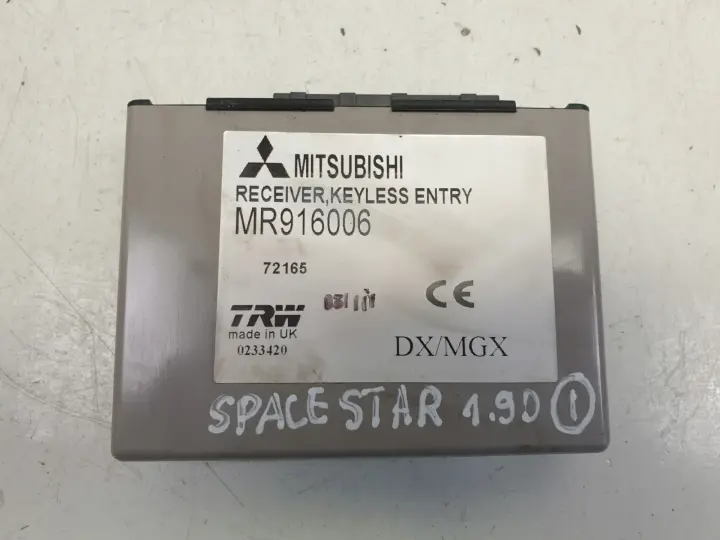 MITSUBISHI
RECEIVER,KEYLESS ENTRY
MR916006
72165
TRW
made in UK
0233420
DX/MGX
CE
SPACE STAR 1.9D 1